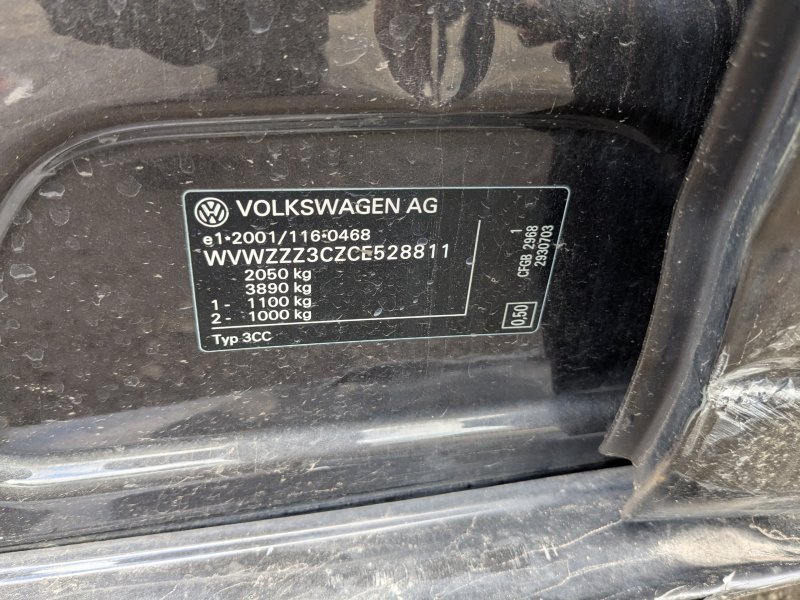 VOLKSWAGEN AG
e1*2001/116*0468
WVWZZZ3CZCE528811
2050 kg
3890 kg
1 - 1100 kg
2 - 1000 kg
Typ 3CC
1
CFGB 2968
2930703
0,50